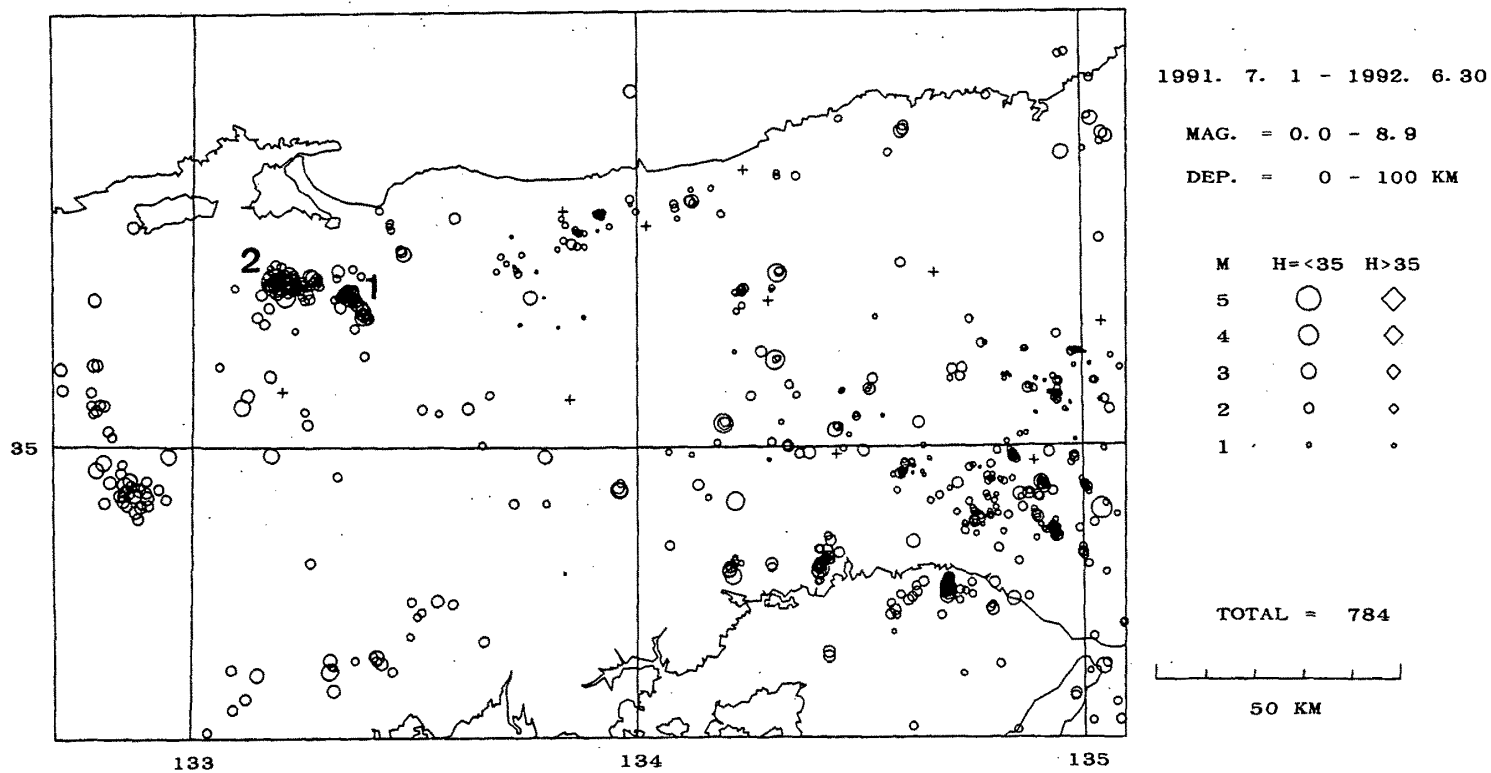 1991. 7. 1 - 1992. 6.30
MAG. = 0.0 - 8.9
DEP. = 0 - 100 KM
2
1
M H=<35 H>35
5
4
3
2
1
35
TOTAL = 784
50 KM
133 134 135